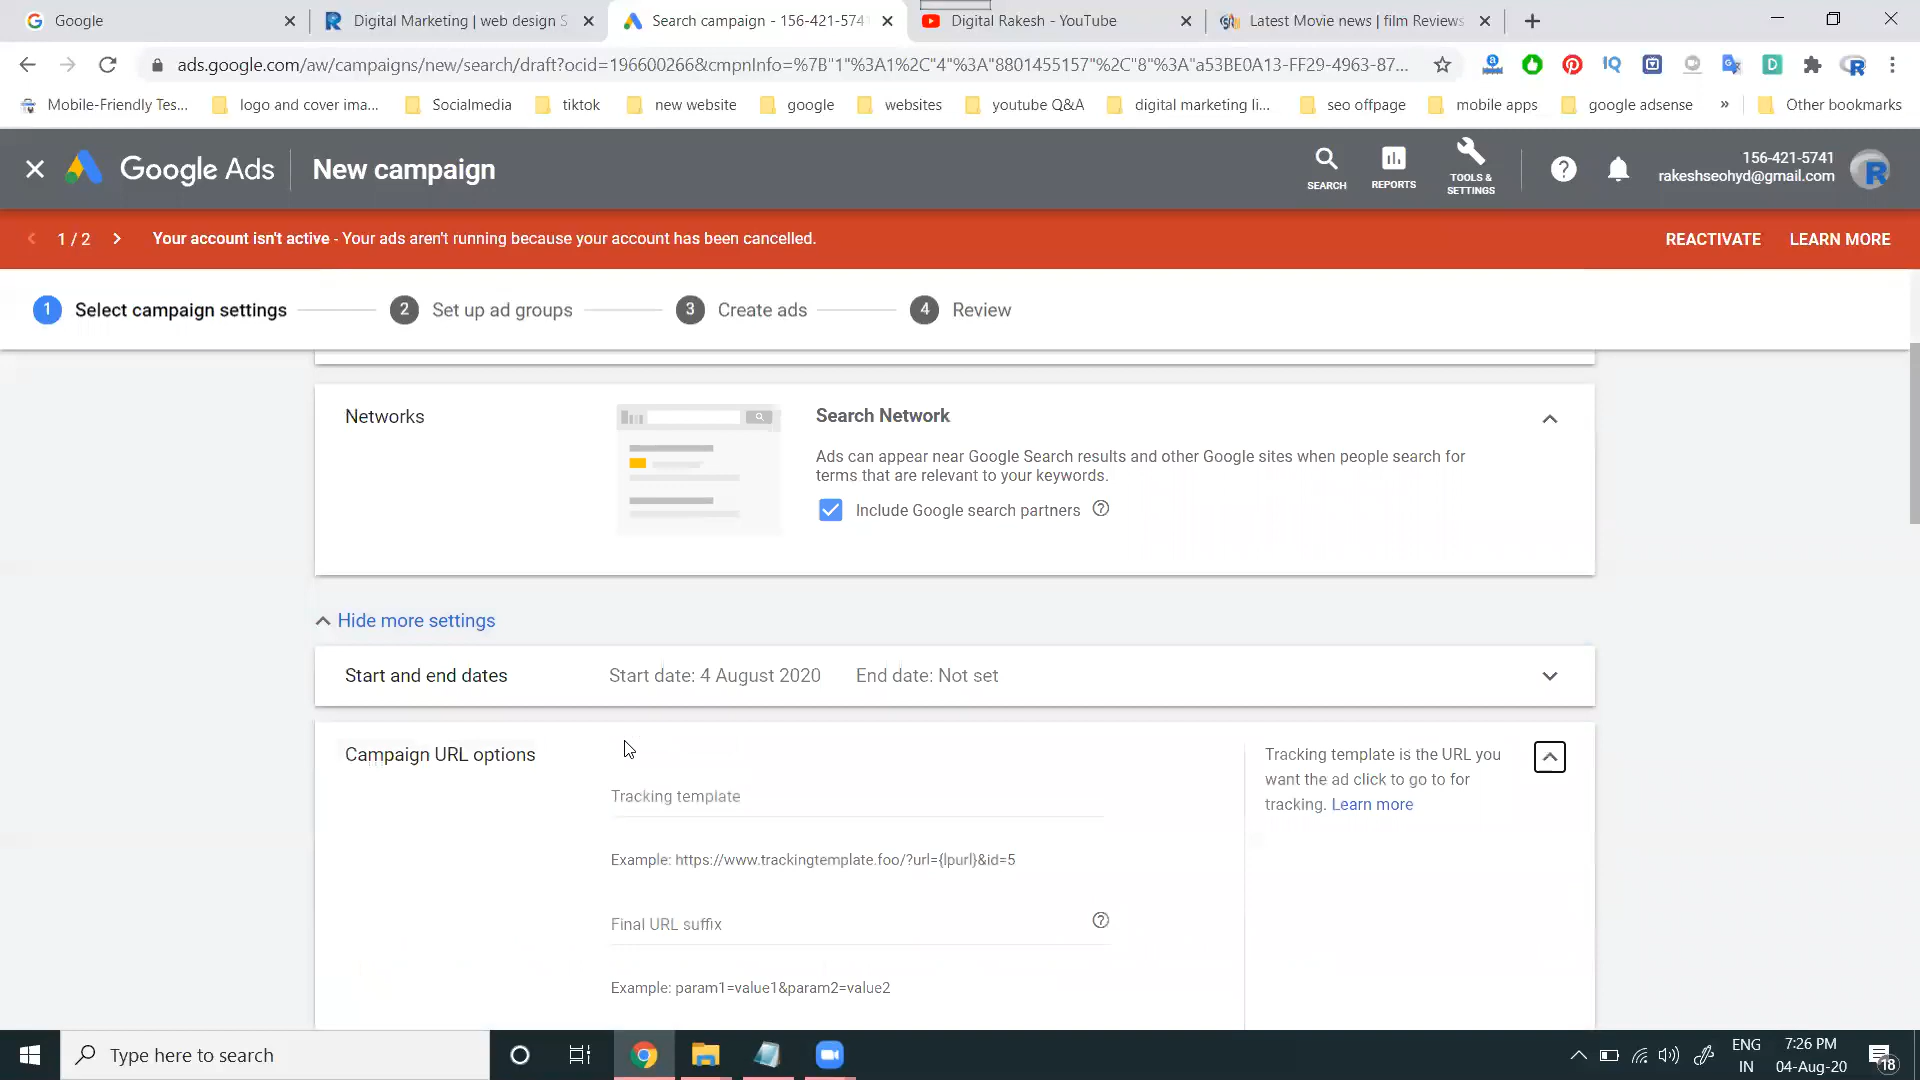 Google
Digital Marketing | web design S
Search campaign - 156-421-5741
Digital Rakesh - YouTube
Latest Movie news | film Reviews
ads.google.com/aw/campaigns/new/search/draft?ocid=196600266&cmpnInfo=%7B"1"%3A1%2C"4"%3A"8801455157"%2C"8"%3A"a53BE0A13-FF29-4963-87...
Mobile-Friendly Tes...
logo and cover ima...
Socialmedia
tiktok
new website
google
websites
youtube Q&A
digital marketing li...
seo offpage
mobile apps
google adsense
»
Other bookmarks
Google Ads
New campaign
SEARCH
REPORTS
TOOLS &
SETTINGS
156-421-5741
rakeshseohyd@gmail.com
1 / 2
Your account isn't active - Your ads aren't running because your account has been cancelled.
REACTIVATE
LEARN MORE
1 Select campaign settings
2 Set up ad groups
3 Create ads
4 Review
Networks
Search Network
Ads can appear near Google Search results and other Google sites when people search for
terms that are relevant to your keywords.
Include Google search partners
Hide more settings
Start and end dates
Start date: 4 August 2020
End date: Not set
Campaign URL options
Tracking template
Example: https://www.trackingtemplate.foo/?url={lpurl}&id=5
Final URL suffix
Example: param1=value1&param2=value2
Tracking template is the URL you
want the ad click to go to for
tracking. Learn more
Type here to search
ENG
IN
7:26 PM
04-Aug-20
18